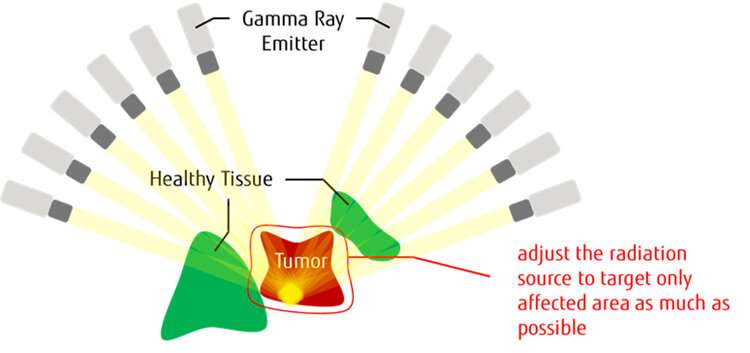 Gamma Ray
Emitter
Healthy Tissue
Tumor
adjust the radiation
source to target only
affected area as much as
possible